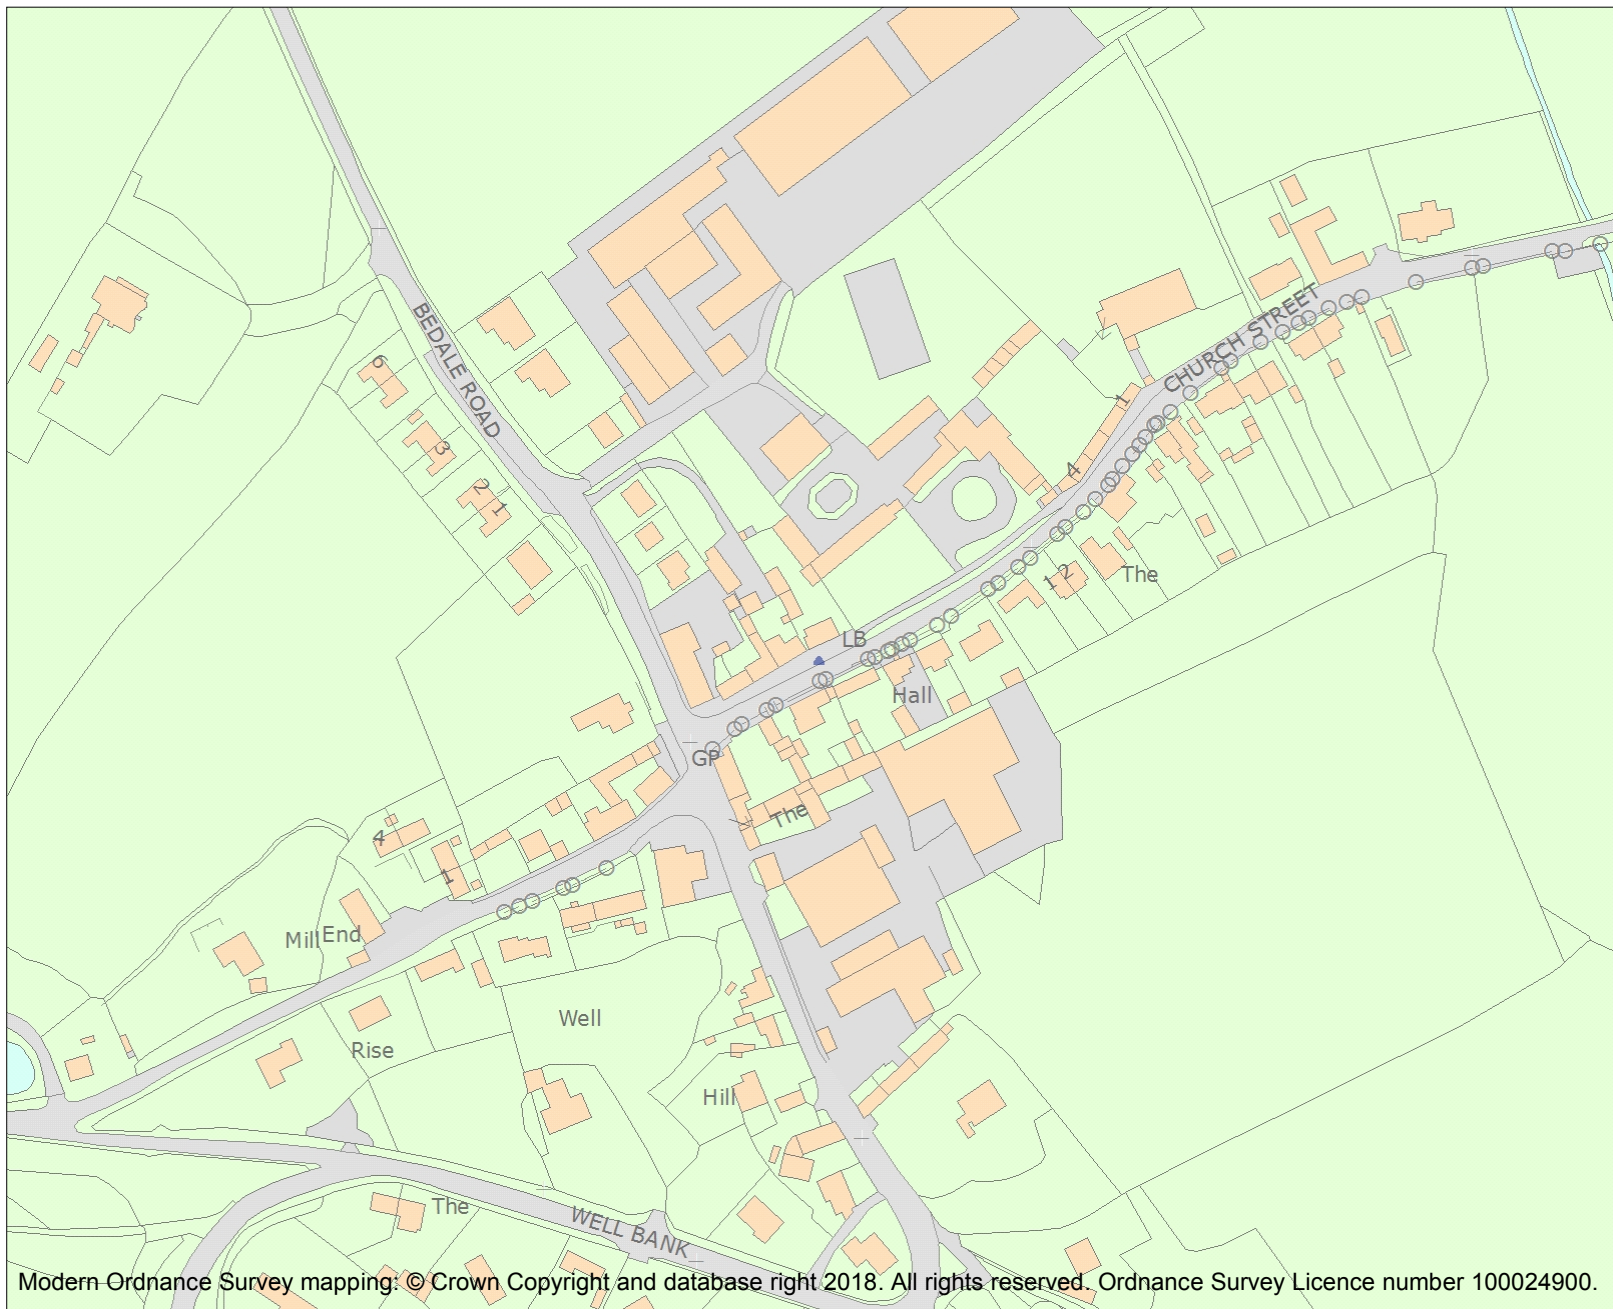 BEDALE ROAD
CHURCH STREET
6
3
2
1
1
4
1 2
The
LB
Hall
GP
The
4
1
Mill End
Well
Rise
Hill
The
WELL BANK
Modern Ordnance Survey mapping: © Crown Copyright and database right 2018. All rights reserved. Ordnance Survey Licence number 100024900.